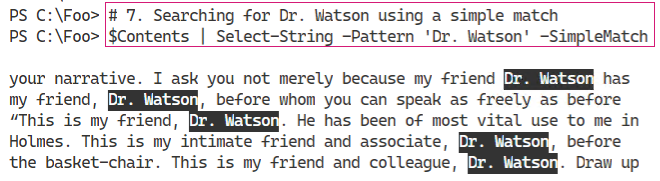 PS C:\Foo> # 7. Searching for Dr. Watson using a simple match
PS C:\Foo> $Contents | Select-String -Pattern 'Dr. Watson' -SimpleMatch
your narrative. I ask you not merely because my friend Dr. Watson has
my friend, Dr. Watson, before whom you can speak as freely as before
“This is my friend, Dr. Watson. He has been of most vital use to me in
Holmes. This is my intimate friend and associate, Dr. Watson, before
the basket-chair. This is my friend and colleague, Dr. Watson. Draw up